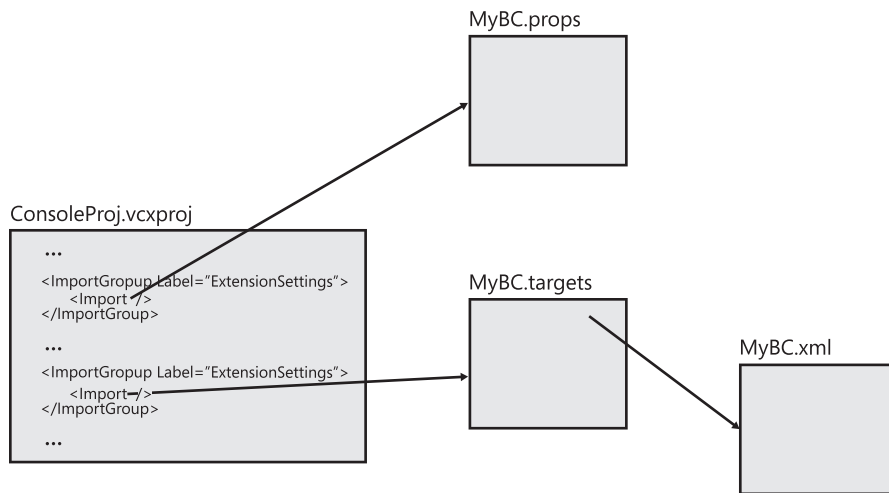 MyBC.props
ConsoleProj.vcxproj
...
<ImportGropup Label="ExtensionSettings">
<Import />
</ImportGroup>
...
<ImportGropup Label="ExtensionSettings">
<Import />
</ImportGroup>
...
MyBC.targets
MyBC.xml